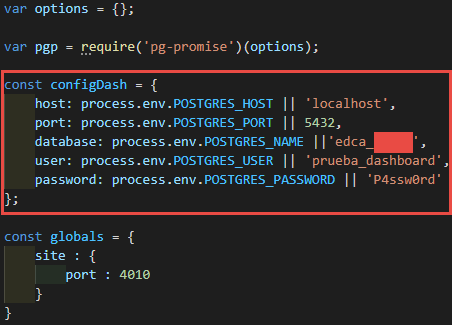 var options = {};
var pgp = require('pg-promise')(options);
const configDash = {
host: process.env.POSTGRES_HOST || 'localhost',
port: process.env.POSTGRES_PORT || 5432,
database: process.env.POSTGRES_NAME ||'edca_ ',
user: process.env.POSTGRES_USER || 'prueba_dashboard',
password: process.env.POSTGRES_PASSWORD || 'P4ssw0rd'
};
const globals = {
site : {
port : 4010
}
}